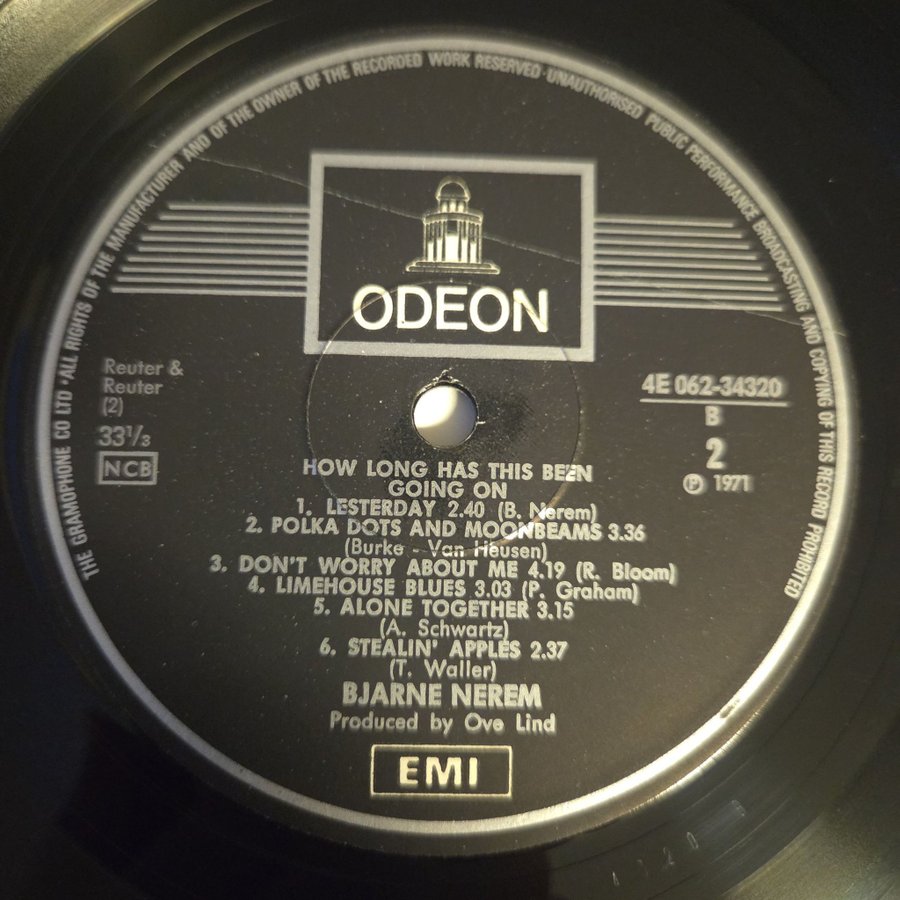 THE GRAMOPHONE CO LTD • ALL RIGHTS OF THE MANUFACTURER AND OF THE OWNER OF THE RECORDED WORK RESERVED · UNAUTHORISED PUBLIC PERFORMANCE BROADCASTING AND COPYING OF THIS RECORD PROHIBITED
ODEON
Reuter &
Reuter
(2)
33⅓
NCB
4E 062-34320
B
2
℗ 1971
HOW LONG HAS THIS BEEN
GOING ON
1. LESTERDAY 2.40 (B. Nerem)
2. POLKA DOTS AND MOONBEAMS 3.36
(Burke - Van Heusen)
3. DON'T WORRY ABOUT ME 4.19 (R. Bloom)
4. LIMEHOUSE BLUES 3.03 (P. Graham)
5. ALONE TOGETHER 3.15
(A. Schwartz)
6. STEALIN' APPLES 2.37
(T. Waller)
BJARNE NEREM
Produced by Ove Lind
EMI